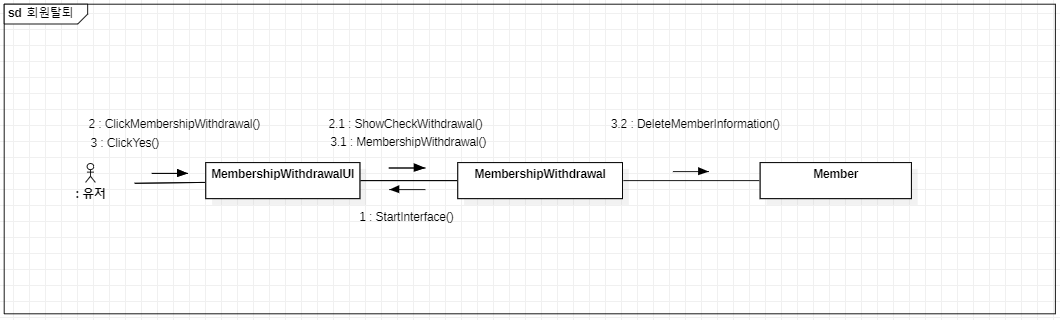 sd 회원탈퇴
2 : ClickMembershipWithdrawal()
3 : ClickYes()
2.1 : ShowCheckWithdrawal()
3.1 : MembershipWithdrawal()
3.2 : DeleteMemberInformation()
: 유저
MembershipWithdrawalUI
MembershipWithdrawal
Member
1 : StartInterface()